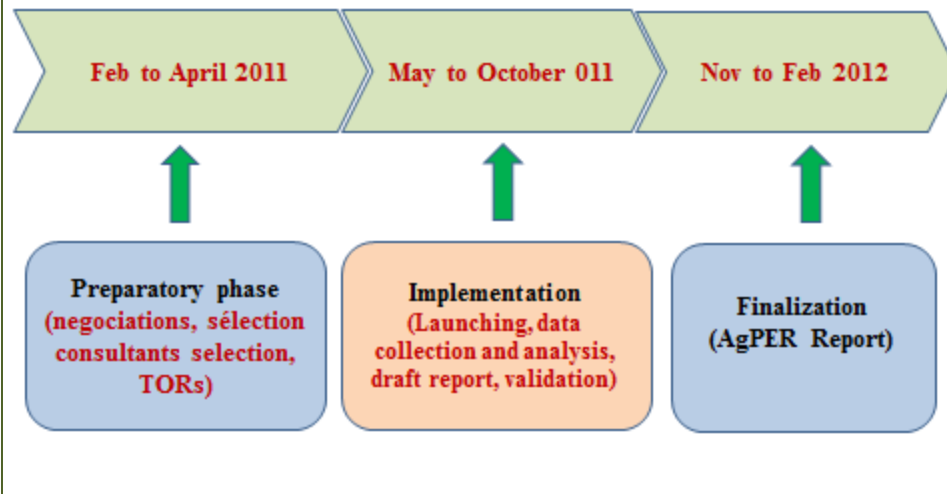 Feb to April 2011
May to October 011
Nov to Feb 2012
Preparatory phase
(negociations, sélection
consultants selection,
TORs)
Implementation
(Launching, data
collection and analysis,
draft report, validation)
Finalization
(AgPER Report)